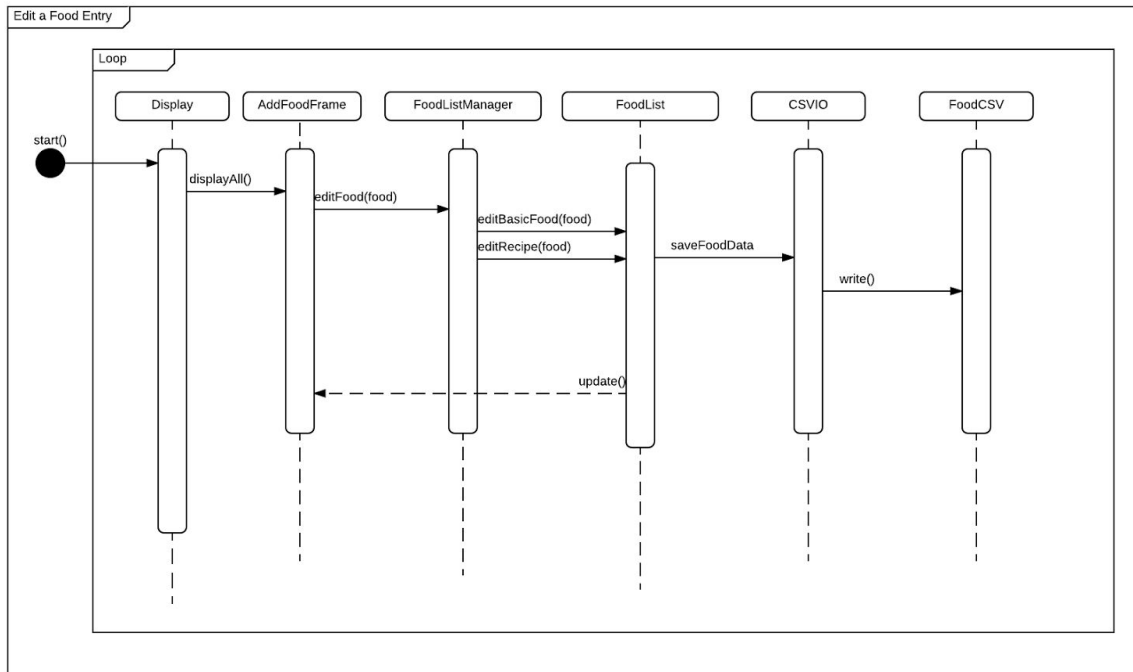 Edit a Food Entry
Loop
Display
AddFoodFrame
FoodListManager
FoodList
CSVIO
FoodCSV
start()
displayAll()
editFood(food)
editBasicFood(food)
editRecipe(food)
saveFoodData
write()
update()